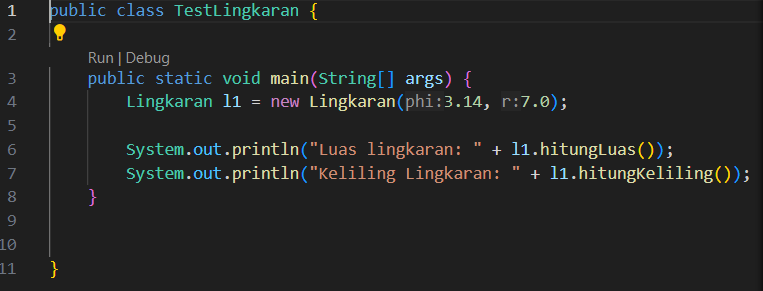 1 public class TestLingkaran {
2
Run | Debug
3 public static void main(String[] args) {
4 Lingkaran l1 = new Lingkaran(phi:3.14, r:7.0);
5
6 System.out.println("Luas lingkaran: " + l1.hitungLuas());
7 System.out.println("Keliling Lingkaran: " + l1.hitungKeliling());
8 }
9
10
11 }